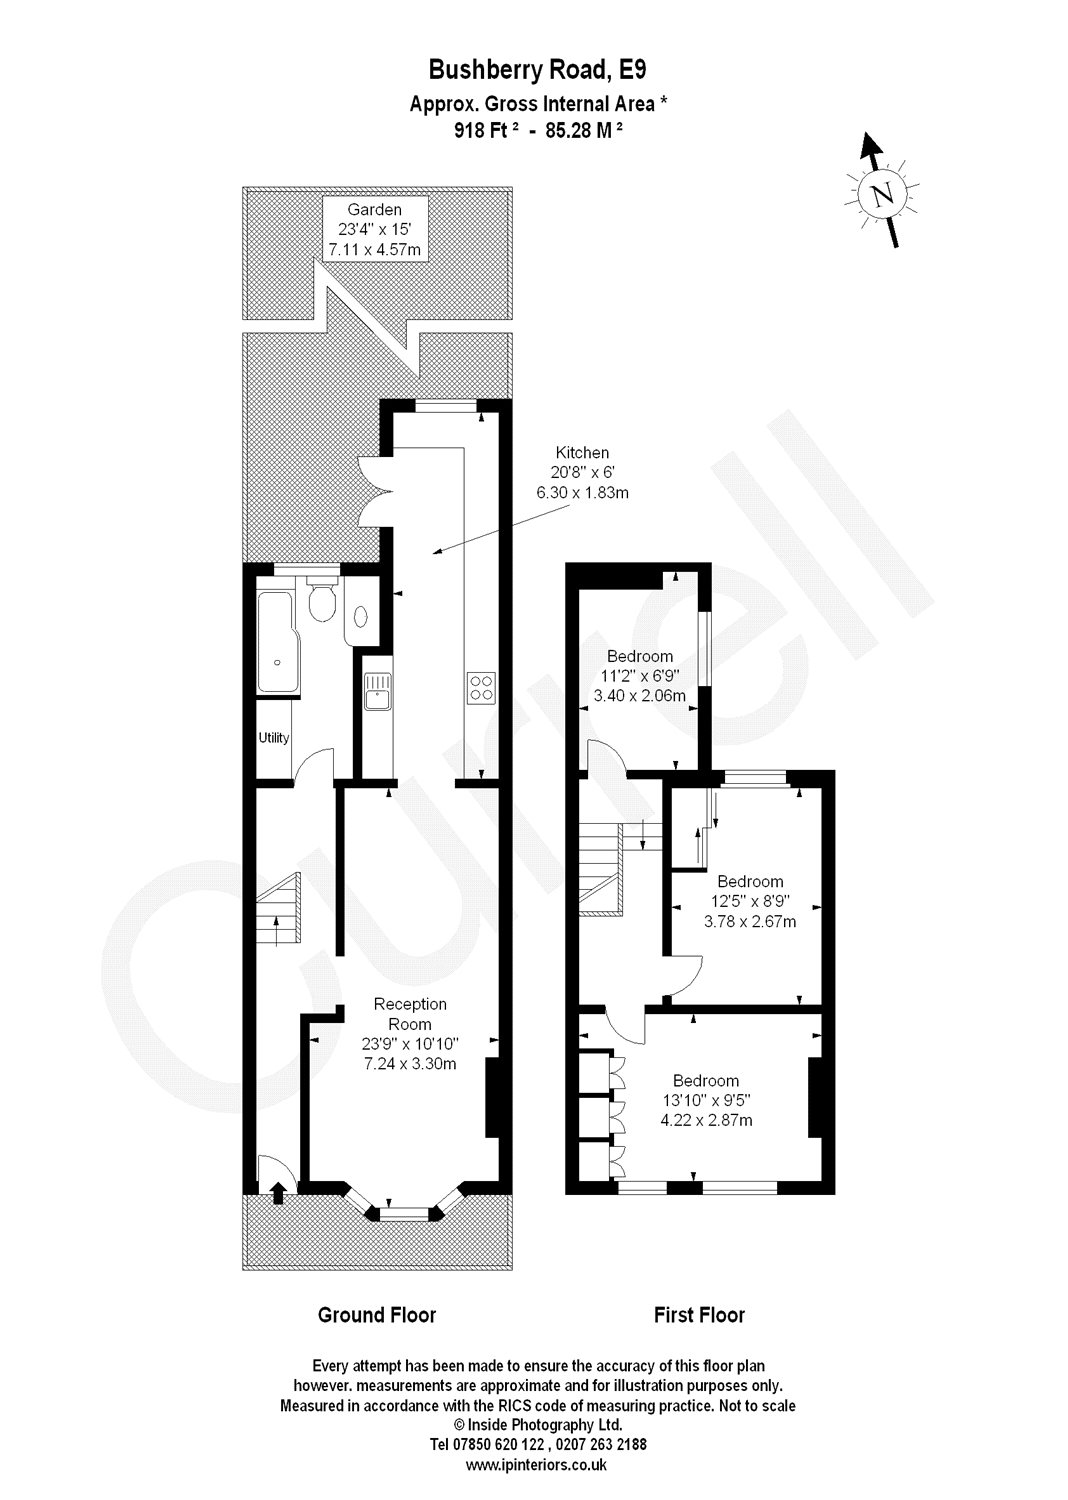 Bushberry Road, E9
Approx. Gross Internal Area *
918 Ft ² - 85.28 M ²
N
Garden
23'4" x 15'
7.11 x 4.57m
Kitchen
20'8" x 6'
6.30 x 1.83m
Bedroom
11'2" x 6'9"
3.40 x 2.06m
Utility
Bedroom
12'5" x 8'9"
3.78 x 2.67m
Reception
Room
23'9" x 10'10"
7.24 x 3.30m
Bedroom
13'10" x 9'5"
4.22 x 2.87m
Currell
Ground Floor
First Floor
Every attempt has been made to ensure the accuracy of this floor plan
however. measurements are approximate and for illustration purposes only.
Measured in accordance with the RICS code of measuring practice. Not to scale
© Inside Photography Ltd.
Tel 07850 620 122 , 0207 263 2188
www.ipinteriors.co.uk